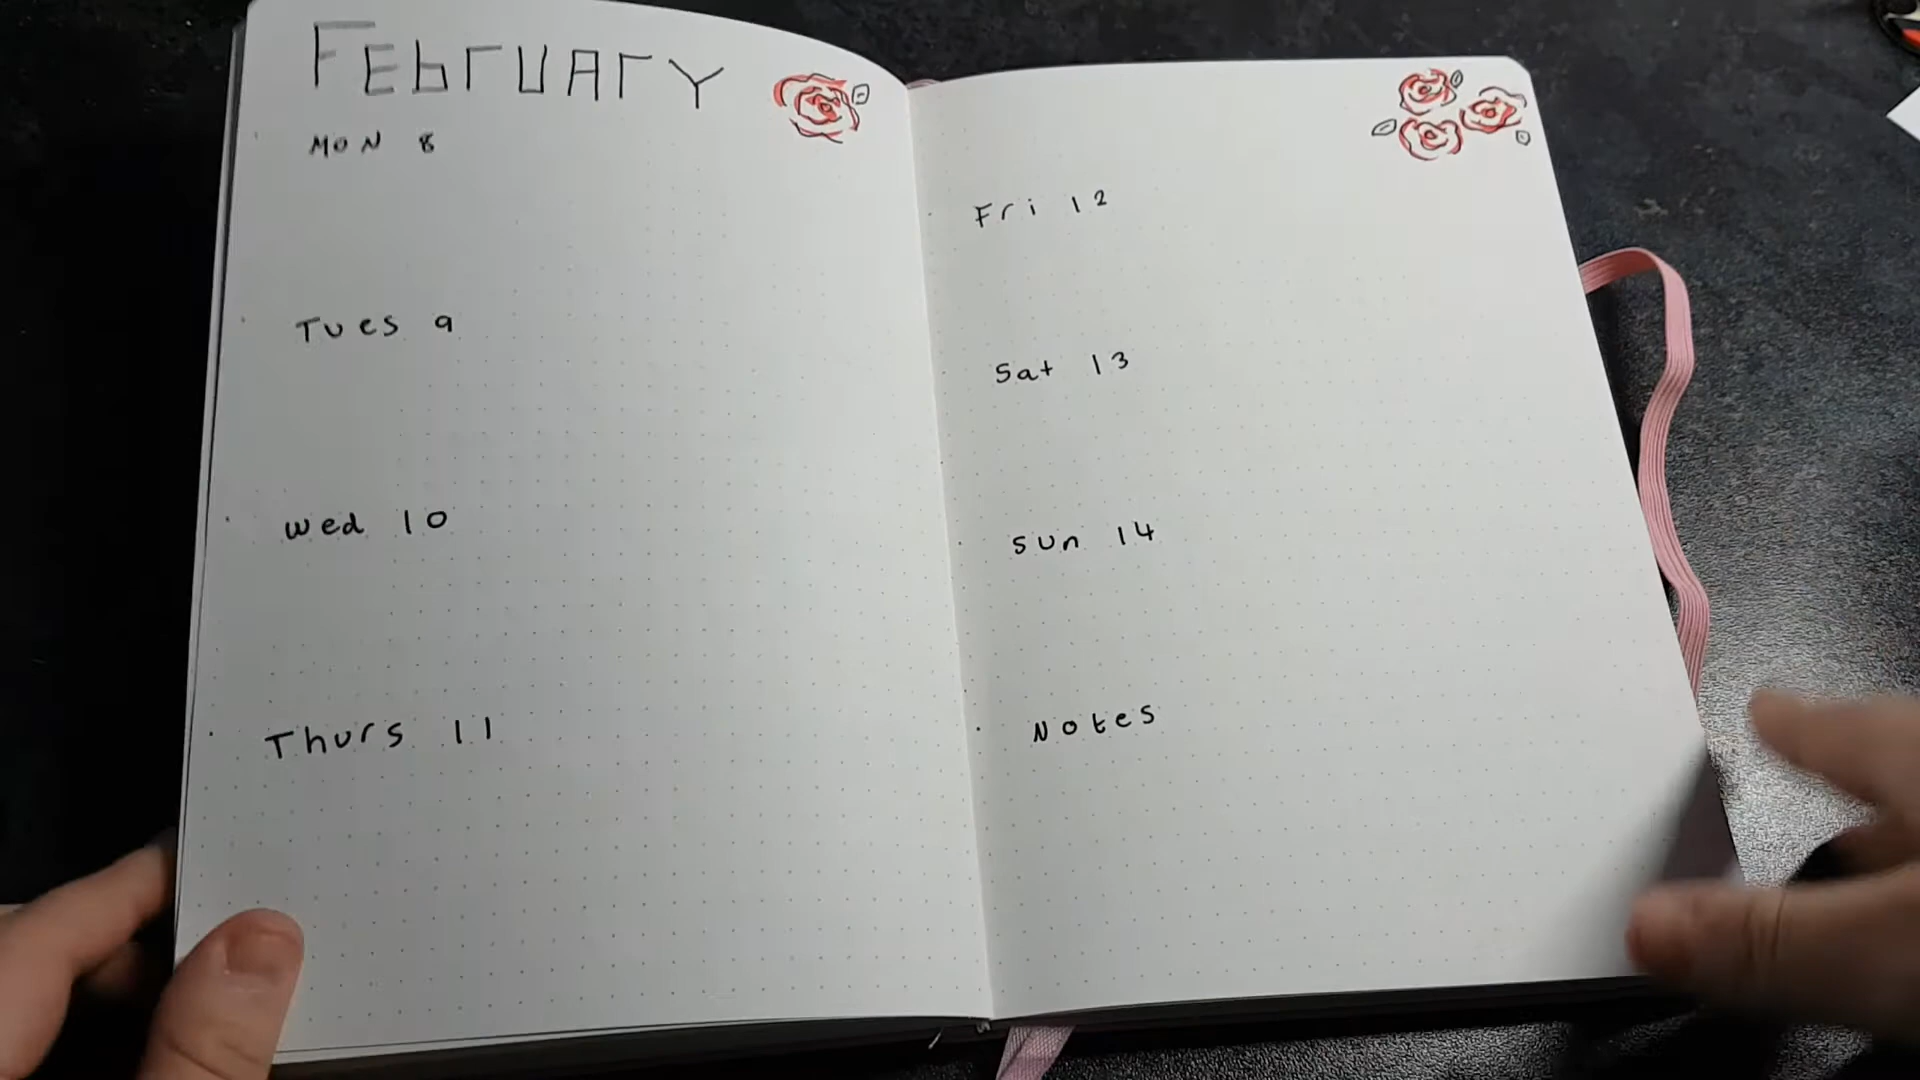 February
MON 8
Tues 9
Wed 10
Thurs 11
Fri 12
Sat 13
Sun 14
Notes